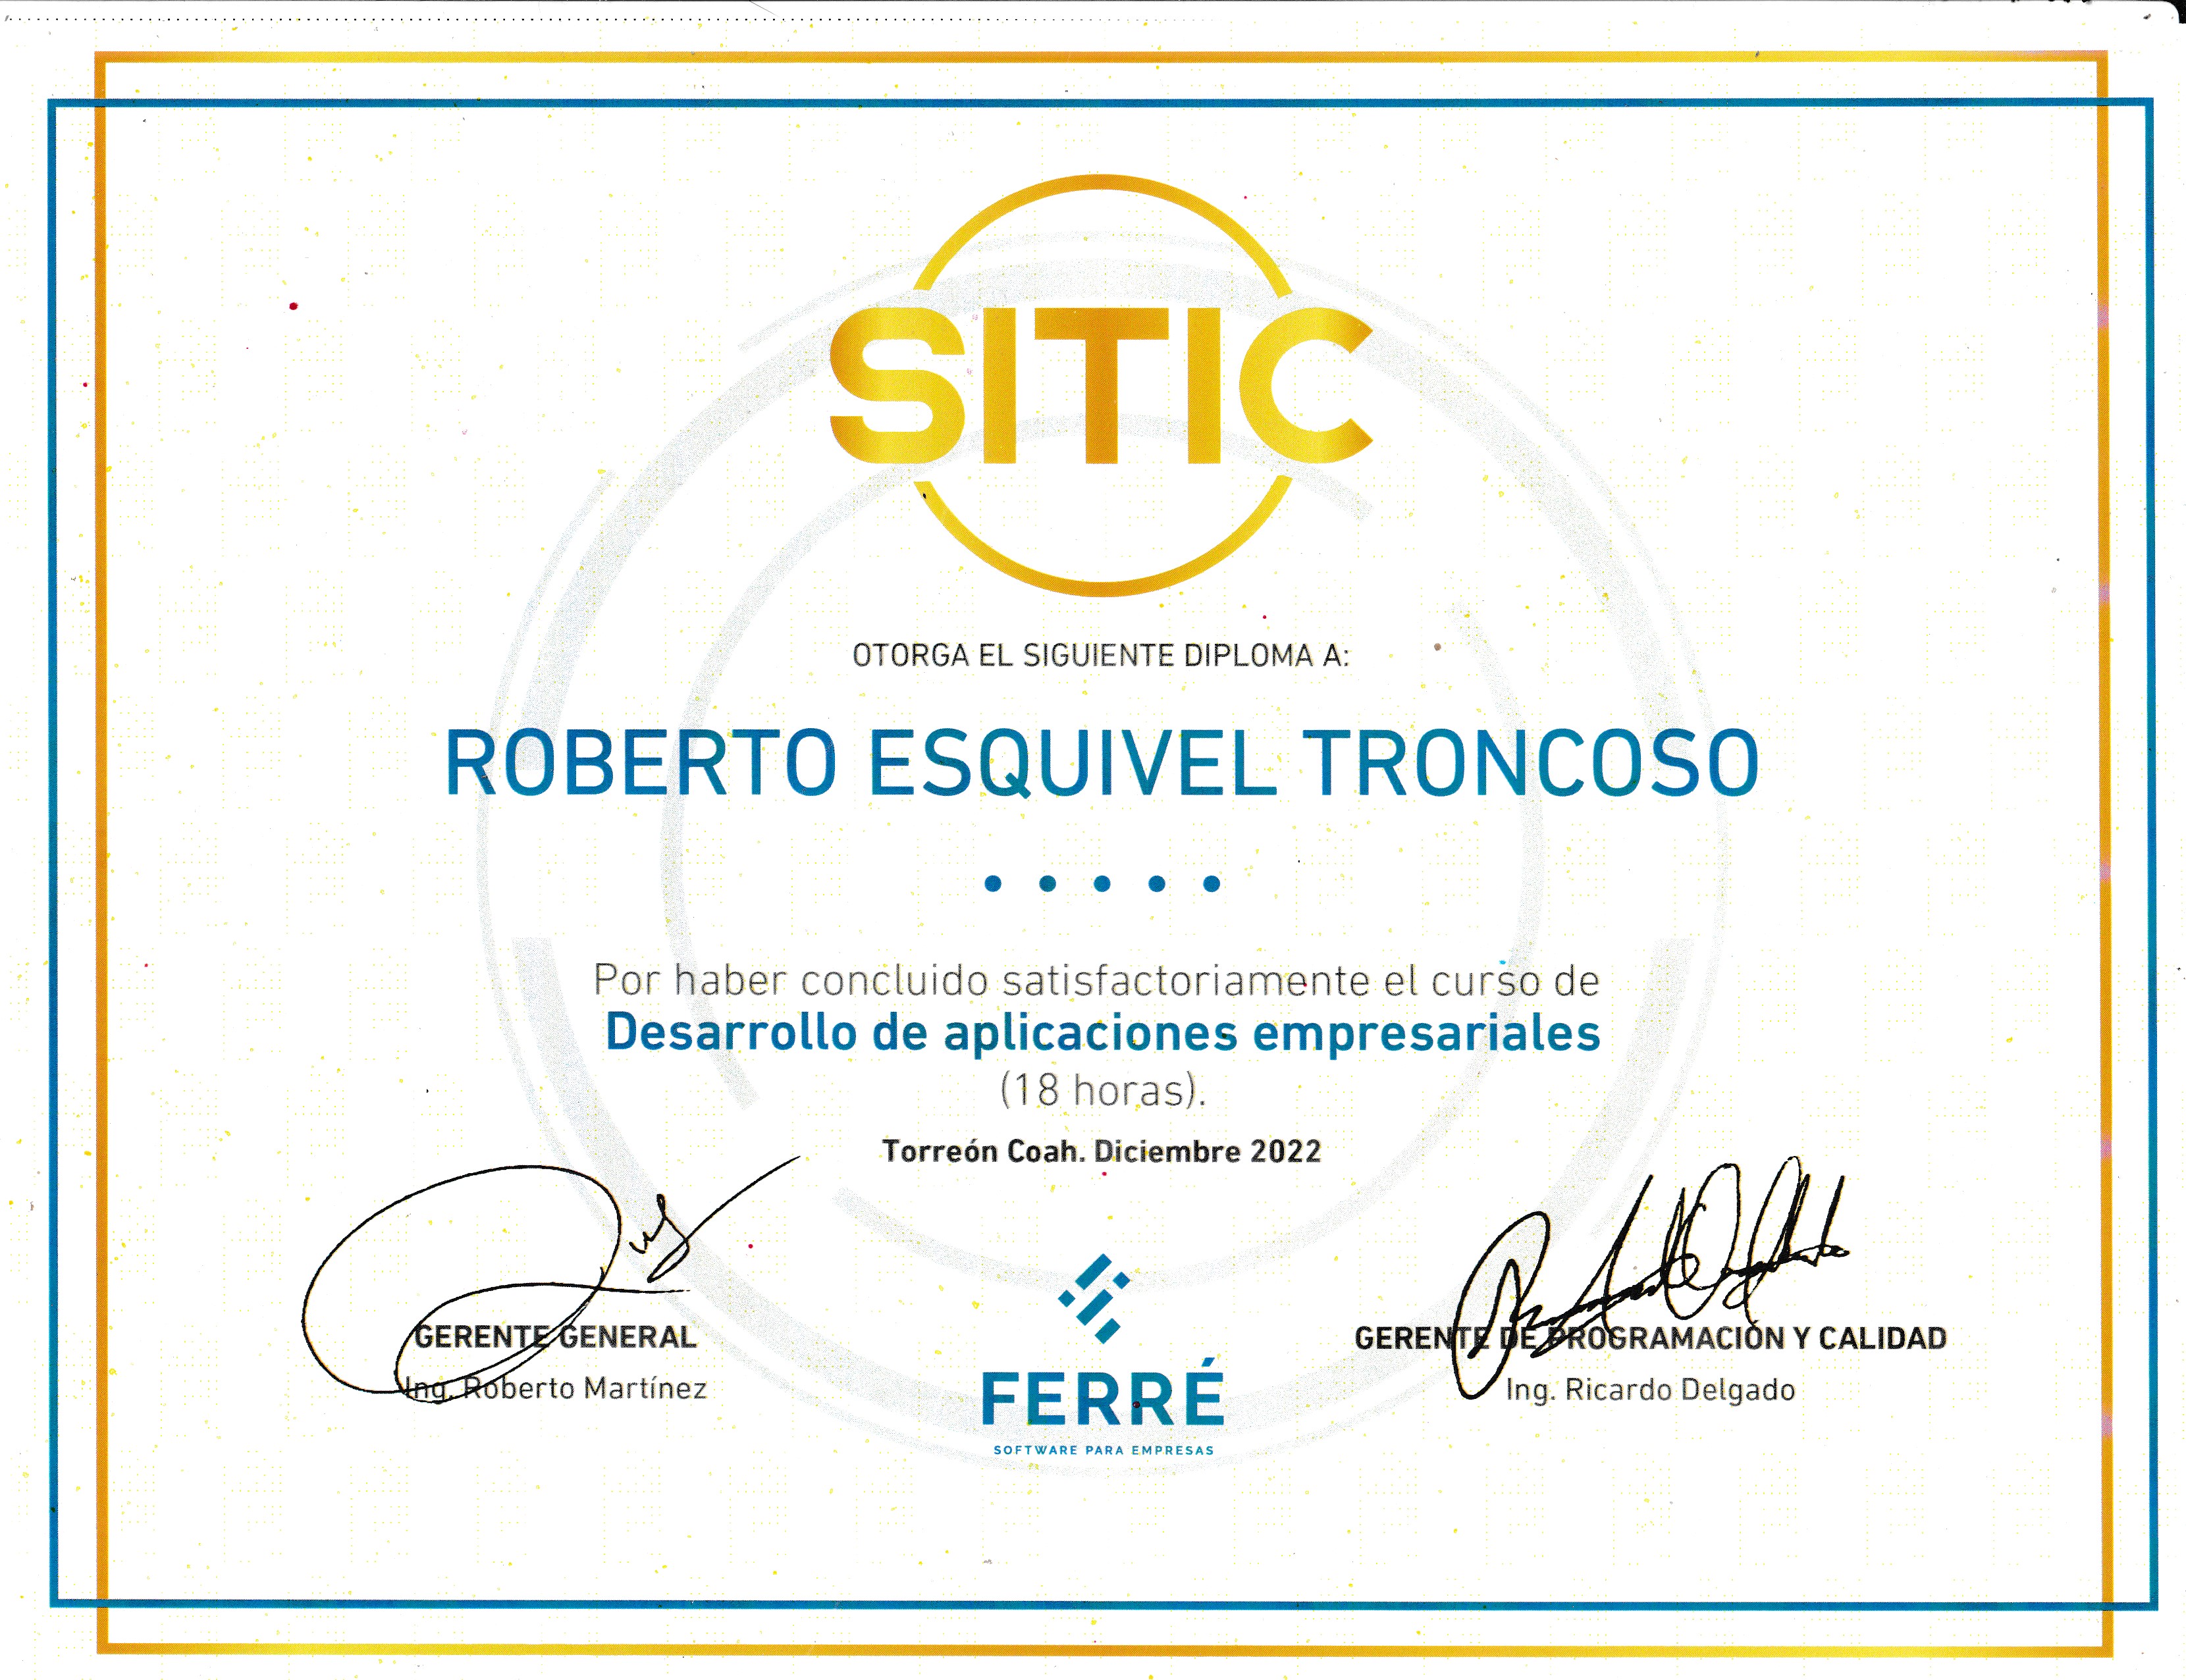 SITIC
OTORGA EL SIGUIENTE DIPLOMA A:
ROBERTO ESQUIVEL TRONCOSO
Por haber concluido satisfactoriamente el curso de
Desarrollo de aplicaciones empresariales
(18 horas).
Torreón Coah. Diciembre 2022
GERENTE GENERAL
Ing. Roberto Martínez
FERRÉ
SOFTWARE PARA EMPRESAS
GERENTE DE PROGRAMACIÓN Y CALIDAD
Ing. Ricardo Delgado